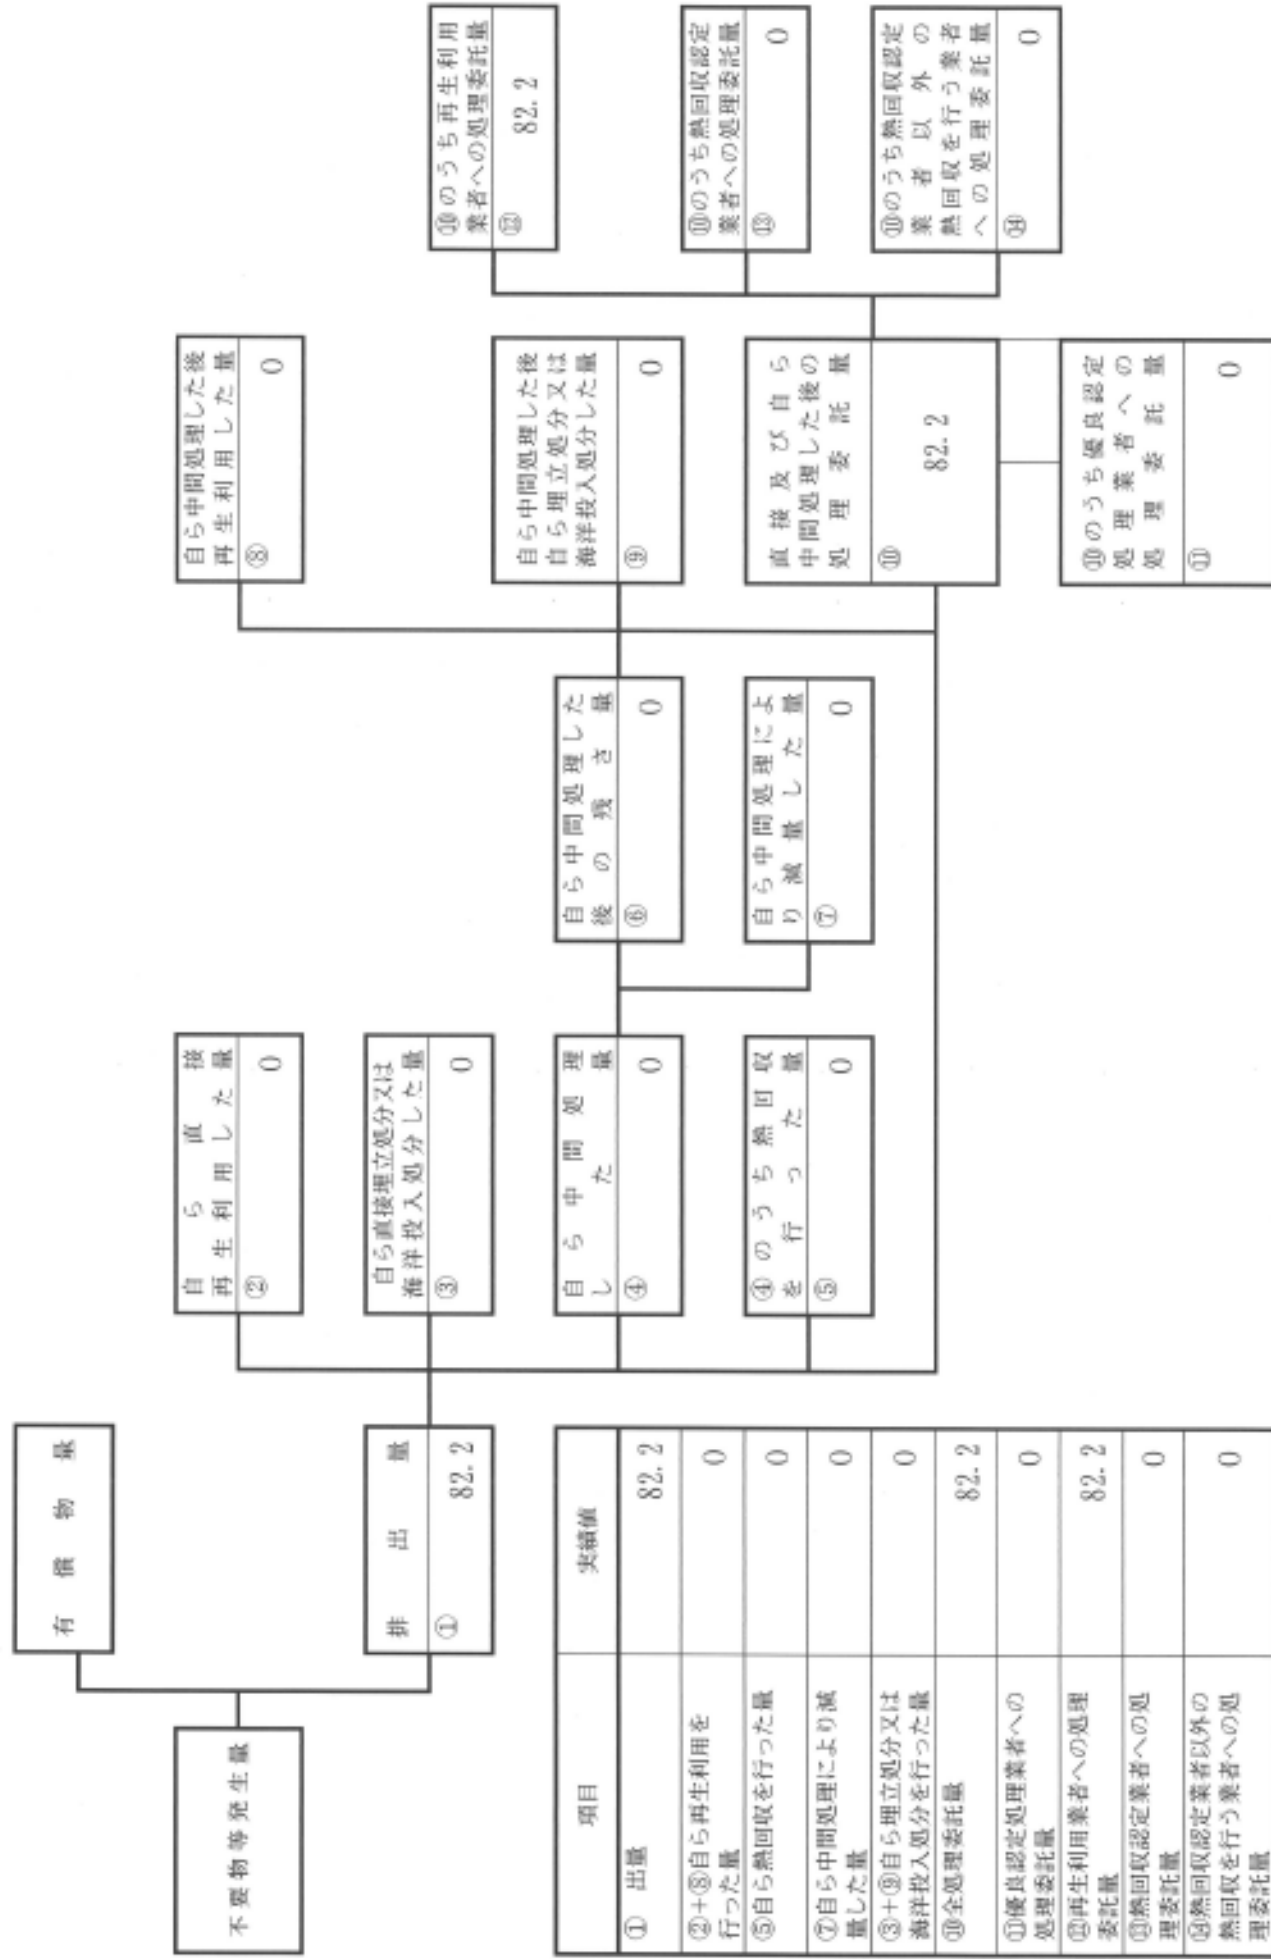 不要物等発生量
有償物量
排出量
① 82.2
自ら直接
再生利用した量
② 0
自ら直接埋立処分又は
海洋投入処分した量
③ 0
自ら中間処理
した量
④ 0
④のうち熱回収
を行った量
⑤ 0
自ら中間処理した
後の残さ量
⑥ 0
自ら中間処理によ
り減量した量
⑦ 0
自ら中間処理した後
再生利用した量
⑧ 0
自ら中間処理した後
自ら埋立処分又は
海洋投入処分した量
⑨ 0
直接及び自ら
中間処理した後の
処理委託量
⑩ 82.2
⑩のうち優良認定
処理業者への
処理委託量
⑪ 0
⑩のうち再生利用
業者への処理委託量
⑫ 82.2
⑩のうち熱回収認定
業者への処理委託量
⑬ 0
⑩のうち熱回収認定
業者以外の
熱回収を行う業者
への処理委託量
⑭ 0
項目 実績値
① 出量 82.2
②+⑧自ら再生利用を
行った量 0
⑤自ら熱回収を行った量 0
⑦自ら中間処理により減
量した量 0
③+⑨自ら埋立処分又は
海洋投入処分を行った量 0
⑩全処理委託量 82.2
⑪優良認定処理業者への
処理委託量 0
⑫再生利用業者への処理
委託量 82.2
⑬熱回収認定業者への処
理委託量 0
⑭熱回収認定業者以外の
熱回収を行う業者への処
理委託量 0